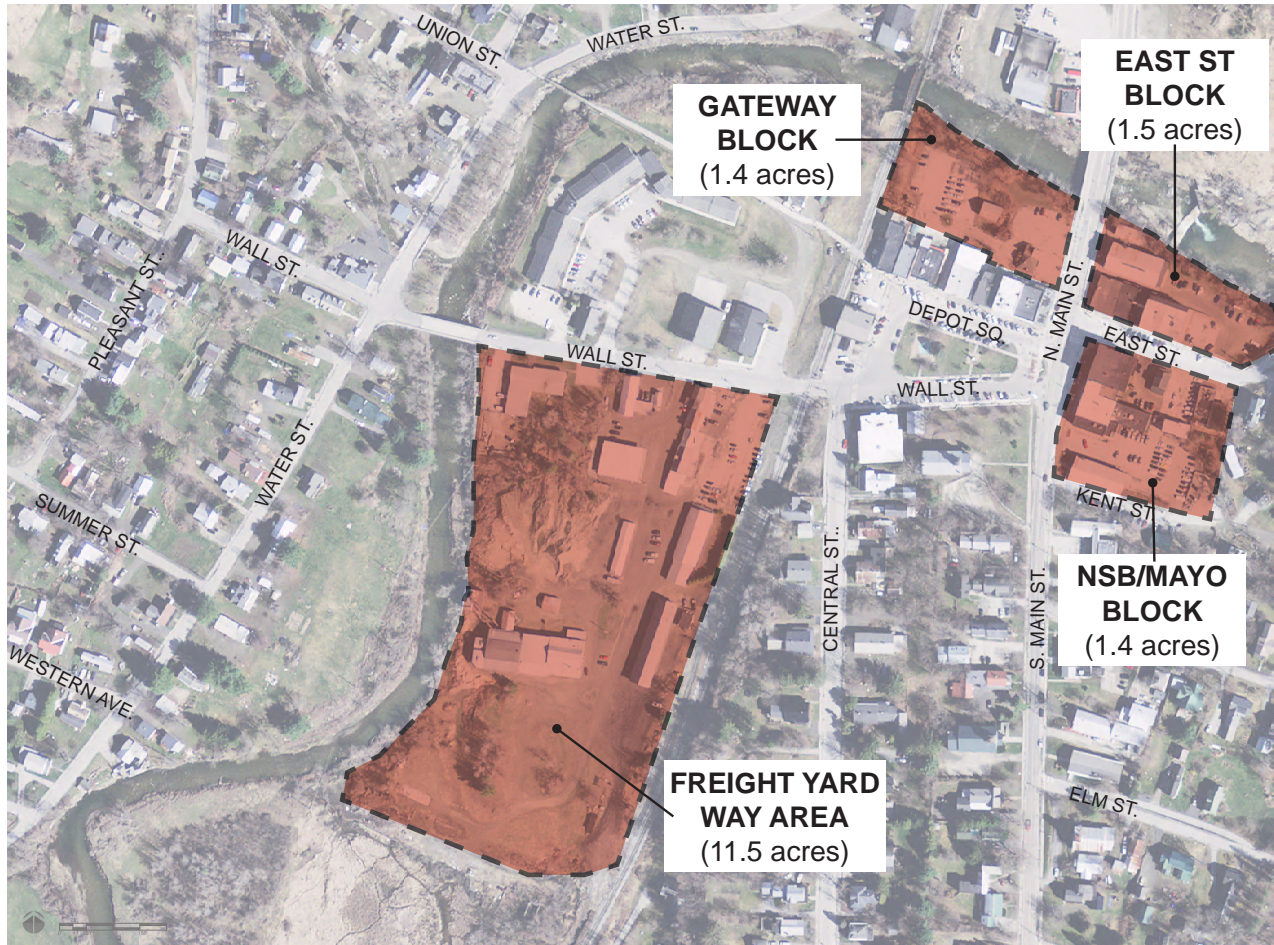 UNION ST.
WATER ST.
EAST ST
BLOCK
(1.5 acres)
GATEWAY
BLOCK
(1.4 acres)
WALL ST.
PLEASANT ST.
DEPOT SQ.
N. MAIN ST.
EAST ST.
WALL ST.
WALL ST.
WATER ST.
KENT ST.
SUMMER ST.
CENTRAL ST..
S. MAIN ST.
NSB/MAYO
BLOCK
(1.4 acres)
WESTERN AVE.
FREIGHT YARD
WAY AREA
(11.5 acres)
ELM ST.